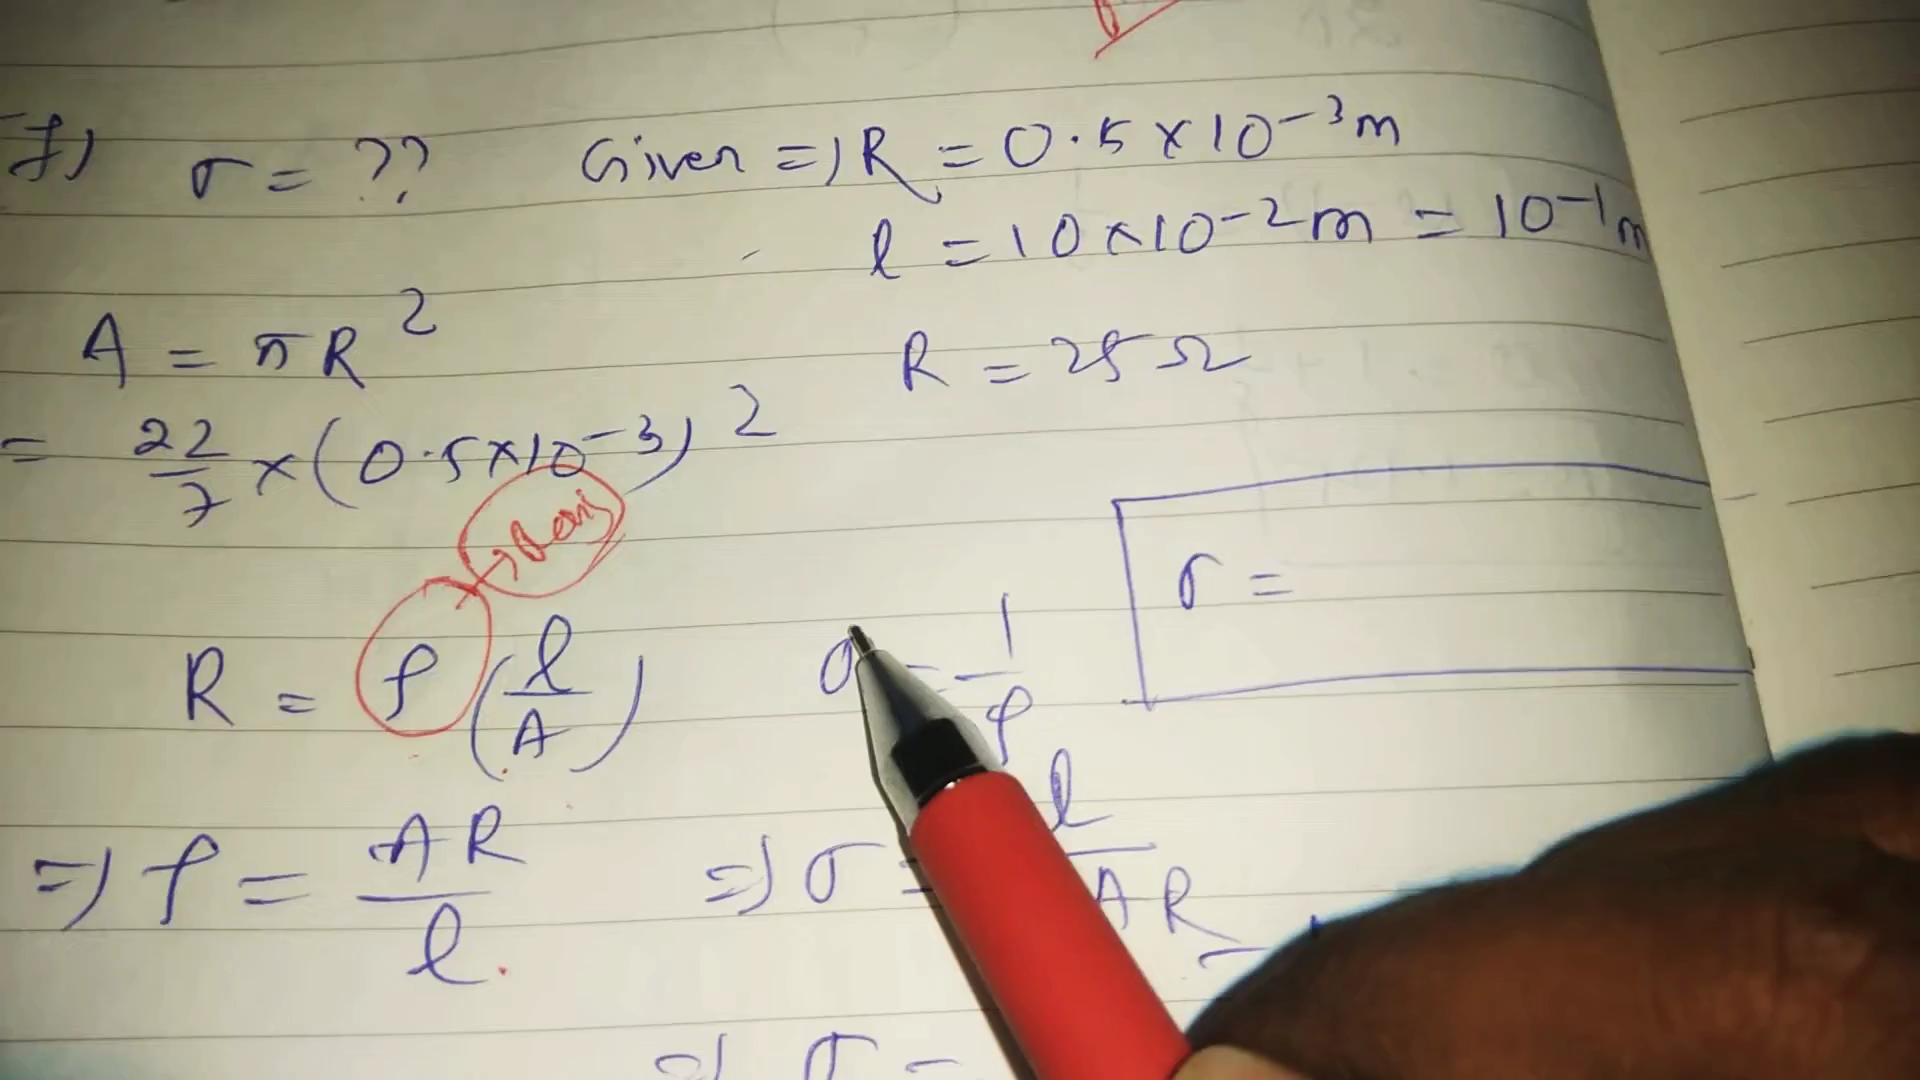 7) σ = ?? Given ⇒) R = 0.5 × 10⁻³ m
l = 10 × 10⁻² m = 10⁻¹ m
A = πR²
R = 25 Ω
= 22/7 × (0.5 × 10⁻³)²
σ =
R = ρ (l/A)
σ = 1/ρ
⇒) ρ = AR/l
⇒) σ = l/AR
⇒) σ =